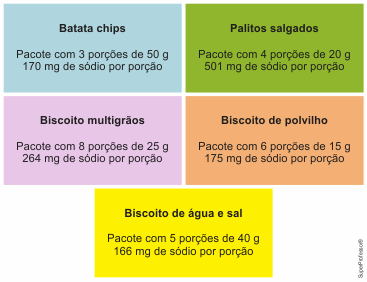 Batata chips
Pacote com 3 porções de 50 g
170 mg de sódio por porção
Palitos salgados
Pacote com 4 porções de 20 g
501 mg de sódio por porção
Biscoito multigrãos
Pacote com 8 porções de 25 g
264 mg de sódio por porção
Biscoito de polvilho
Pacote com 6 porções de 15 g
175 mg de sódio por porção
Biscoito de água e sal
Pacote com 5 porções de 40 g
166 mg de sódio por porção
SuperProfessor®